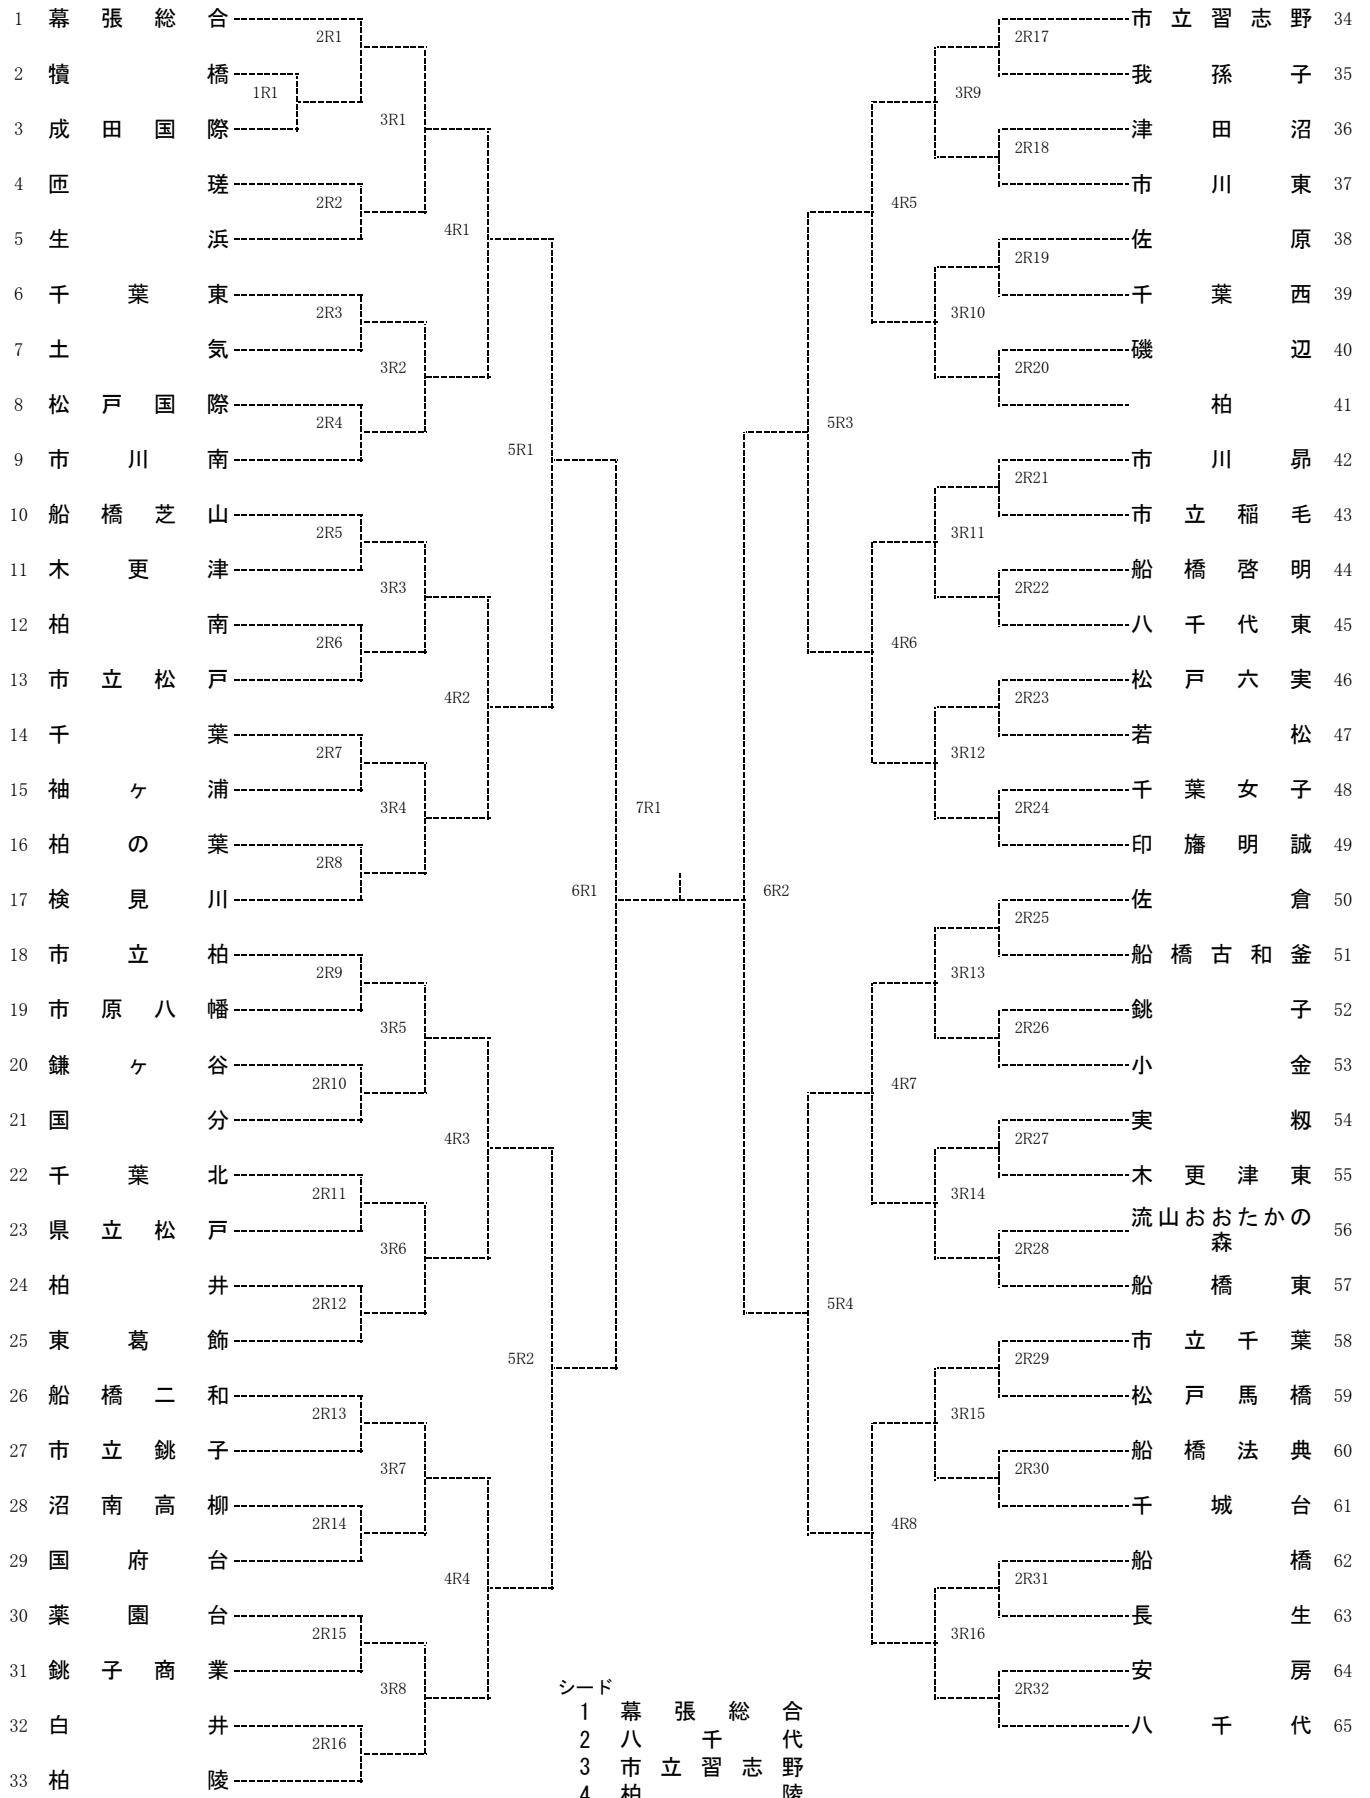 1 幕張総合
2 犢橋
3 成田国際
4 匝瑳
5 生浜
6 千葉東
7 土気
8 松戸国際
9 市川南
10 船橋芝山
11 木更津
12 柏南
13 市立松戸
14 千葉
15 袖ヶ浦
16 柏の葉
17 検見川
18 市立柏
19 市原八幡
20 鎌ヶ谷
21 国分
22 千葉北
23 県立松戸
24 柏井
25 東葛飾
26 船橋二和
27 市立銚子
28 沼南高柳
29 国府台
30 薬園台
31 銚子商業
32 白井
33 柏陵
1R1
2R1
2R2
2R3
2R4
2R5
2R6
2R7
2R8
2R9
2R10
2R11
2R12
2R13
2R14
2R15
2R16
3R1
3R2
3R3
3R4
3R5
3R6
3R7
3R8
4R1
4R2
4R3
4R4
5R1
5R2
6R1
7R1
6R2
5R3
5R4
4R5
4R6
4R7
4R8
3R9
3R10
3R11
3R12
3R13
3R14
3R15
3R16
2R17
2R18
2R19
2R20
2R21
2R22
2R23
2R24
2R25
2R26
2R27
2R28
2R29
2R30
2R31
2R32
市立習志野 34
我孫子 35
津田沼 36
市川東 37
佐原 38
千葉西 39
磯辺 40
柏 41
市川昴 42
市立稲毛 43
船橋啓明 44
八千代東 45
松戸六実 46
若松 47
千葉女子 48
印旛明誠 49
佐倉 50
船橋古和釜 51
銚子 52
小金 53
実籾 54
木更津東 55
流山おおたかの
森 56
船橋東 57
市立千葉 58
松戸馬橋 59
船橋法典 60
千城台 61
船橋 62
長生 63
安房 64
八千代 65
シード
1 幕張総合
2 八千代
3 市立習志野
4 柏陵